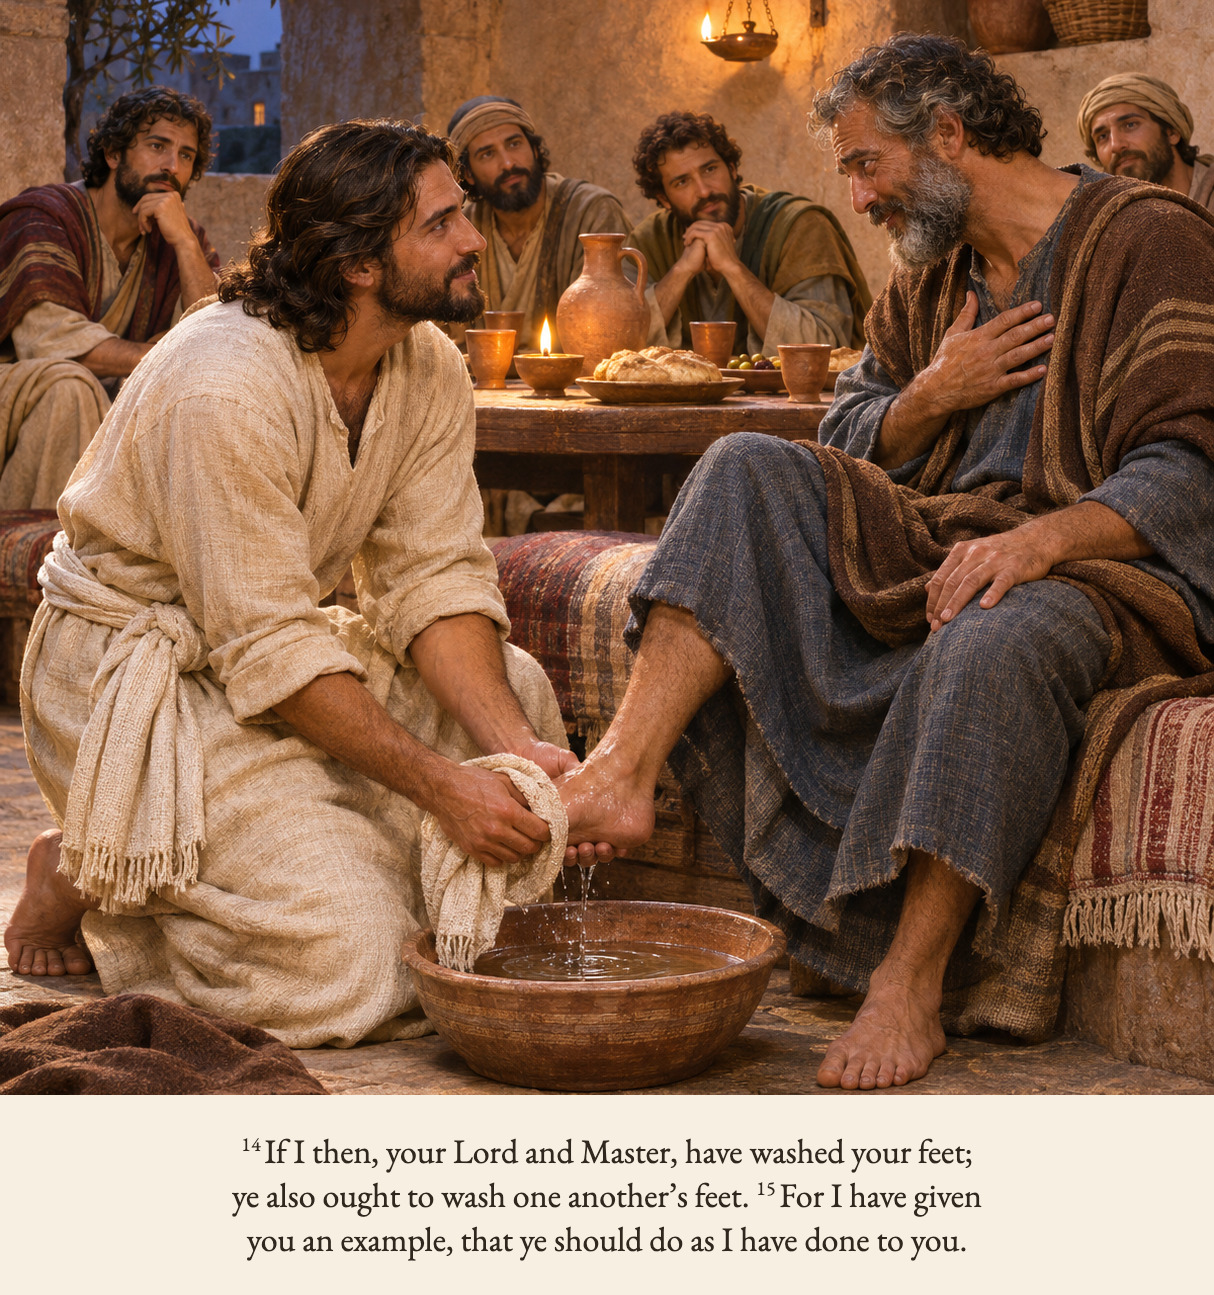 14 If I then, your Lord and Master, have washed your feet;
ye also ought to wash one another’s feet. 15 For I have given
you an example, that ye should do as I have done to you.